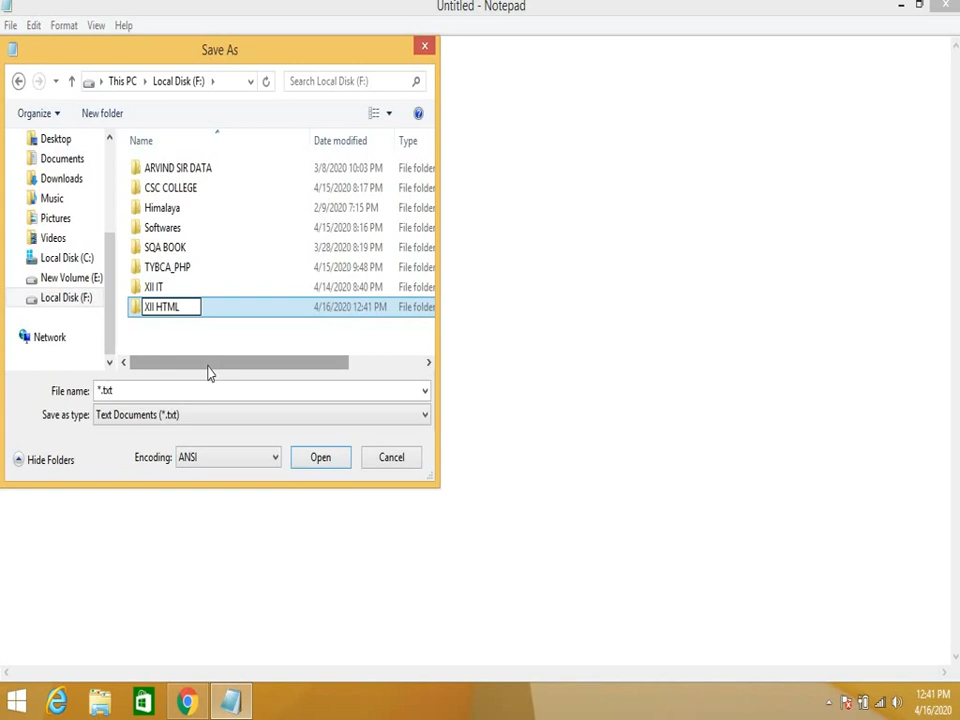 Untitled - Notepad
File Edit Format View Help
Save As
This PC Local Disk (F:) Search Local Disk (F:)
Organize New folder
Name Date modified Type
Desktop
Documents
Downloads
Music
Pictures
Videos
Local Disk (C:)
New Volume (E:)
Local Disk (F:)
Network
ARVIND SIR DATA 3/8/2020 10:03 PM File folder
CSC COLLEGE 4/15/2020 8:17 PM File folder
Himalaya 2/9/2020 7:15 PM File folder
Softwares 4/15/2020 8:16 PM File folder
SQA BOOK 3/28/2020 8:19 PM File folder
TYBCA_PHP 4/15/2020 9:48 PM File folder
XII IT 4/14/2020 8:40 PM File folder
XII HTML 4/16/2020 12:41 PM File folder
File name: *.txt
Save as type: Text Documents (*.txt)
Hide Folders Encoding: ANSI Open Cancel
12:41 PM
4/16/2020